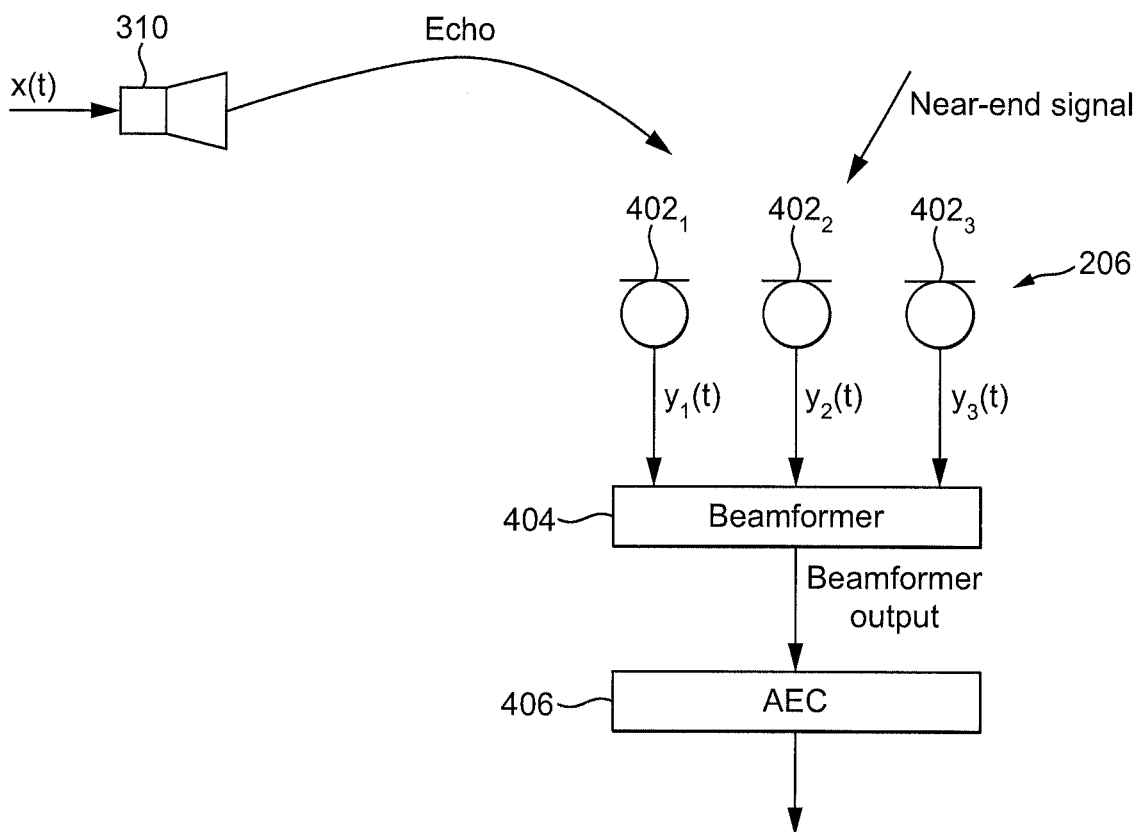 310
Echo
x(t)
Near-end signal
402₁
402₂
402₃
206
y₁(t)
y₂(t)
y₃(t)
404
Beamformer
Beamformer
output
406
AEC